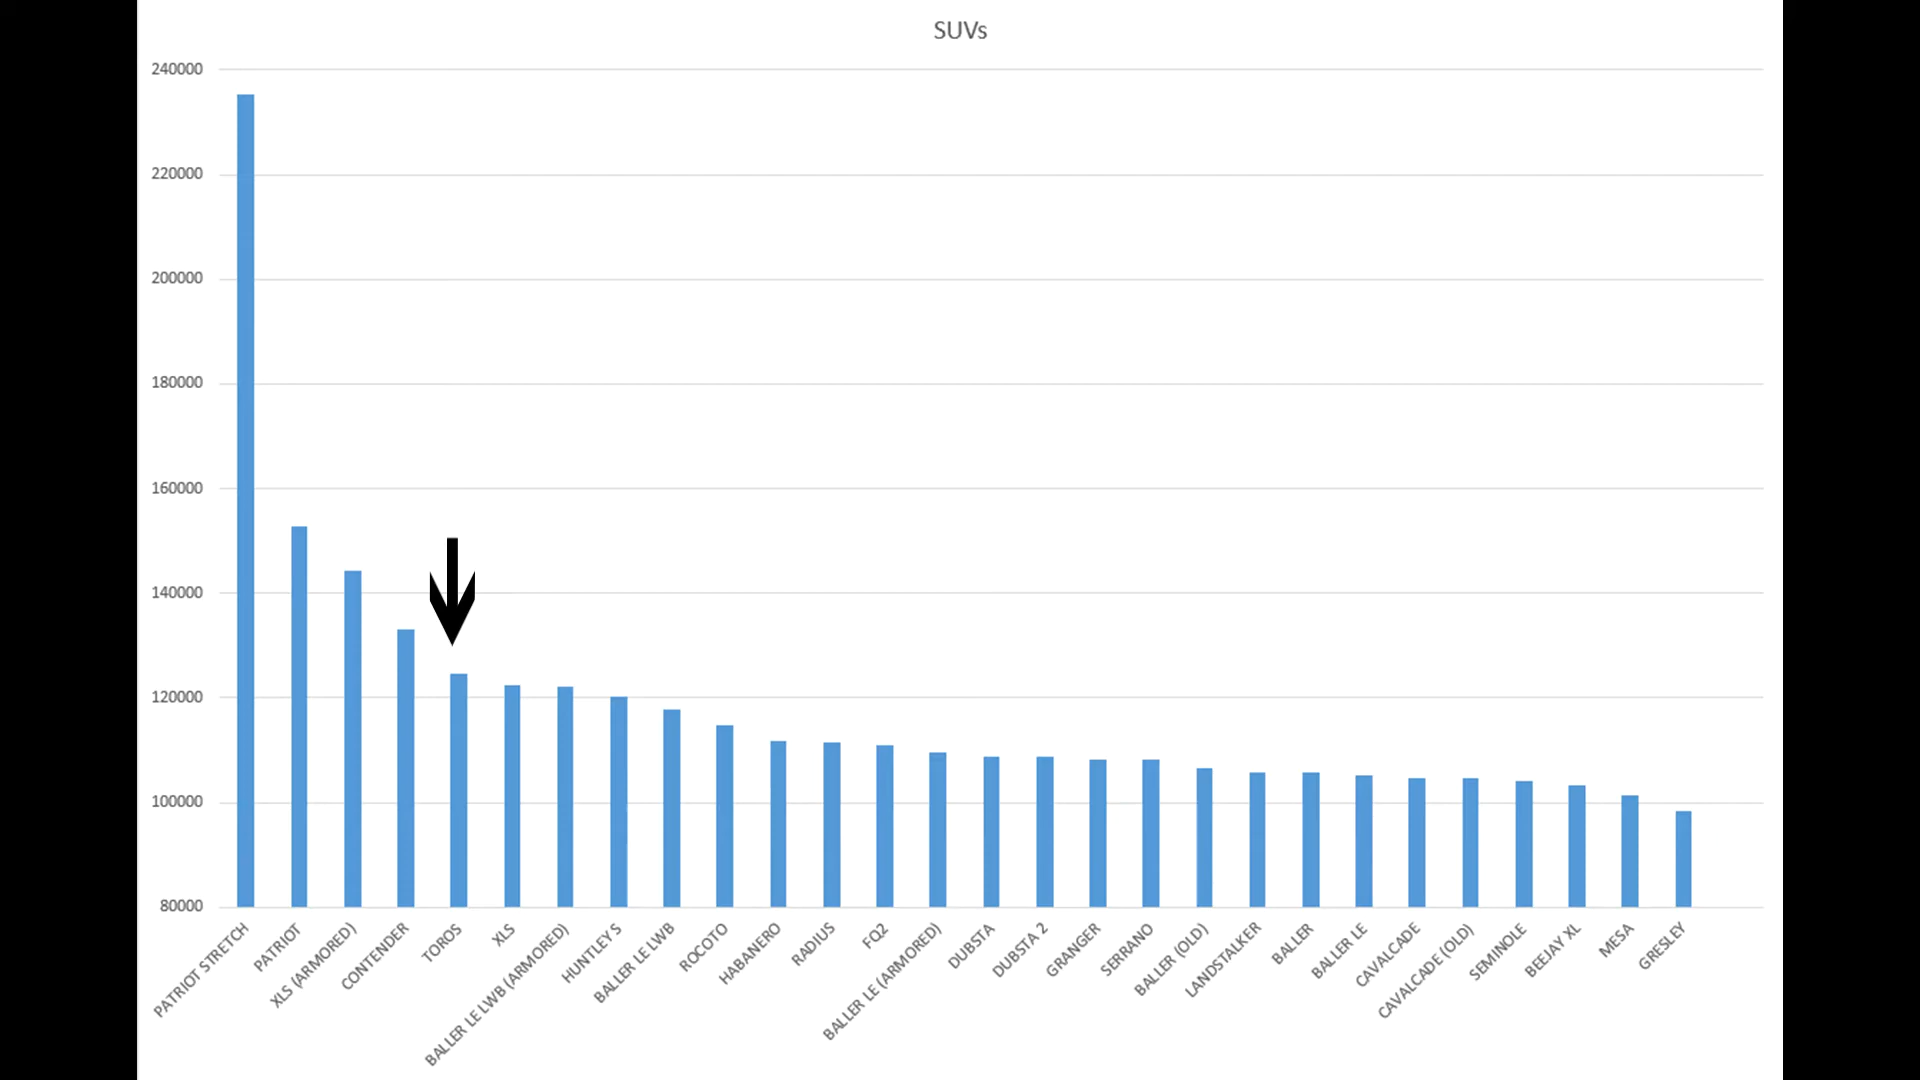 SUVs
240000
220000
200000
180000
160000
140000
120000
100000
80000
PATRIOT STRETCH
PATRIOT
XLS (ARMORED)
CONTENDER
TOROS
XLS
BALLER LE LWB (ARMORED)
HUNTLEY S
BALLER LE LWB
ROCOTO
HABANERO
RADIUS
FQ2
BALLER LE (ARMORED)
DUBSTA
DUBSTA 2
GRANGER
SERRANO
BALLER (OLD)
LANDSTALKER
BALLER
BALLER LE
CAVALCADE
CAVALCADE (OLD)
SEMINOLE
BEEJAY XL
MESA
GRESLEY